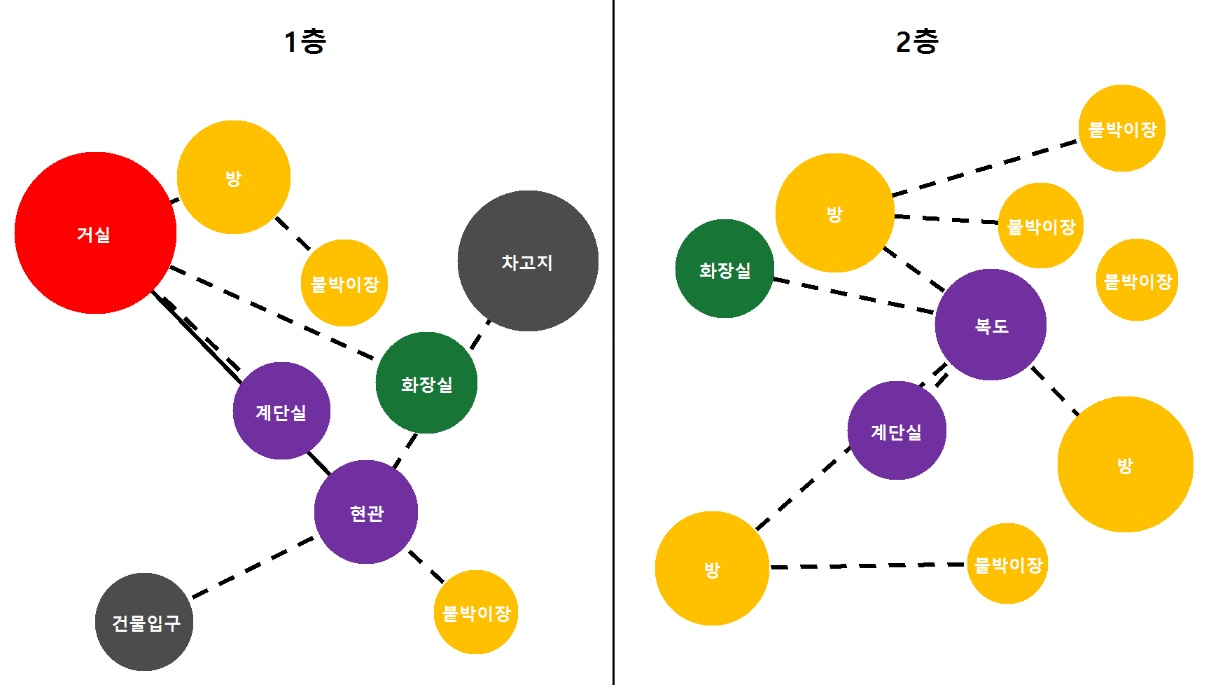 1층
방
거실
차고지
붙박이장
화장실
계단실
현관
건물입구
붙박이장
2층
붙박이장
방
붙박이장
화장실
붙박이장
복도
계단실
방
방
붙박이장